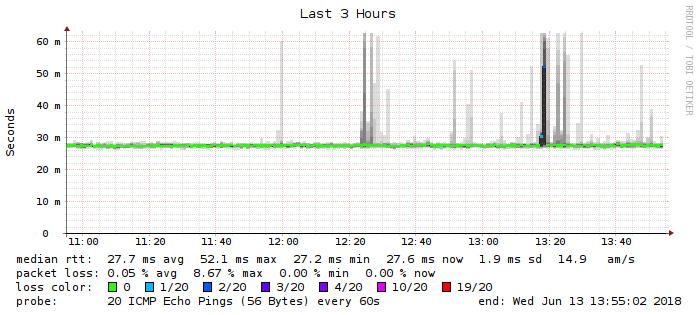 Last 3 Hours
RRDTOOL / TOBI OETIKER
Seconds
60 m
50 m
40 m
30 m
20 m
10 m
0
11:00 11:20 11:40 12:00 12:20 12:40 13:00 13:20 13:40
median rtt: 27.7 ms avg 52.1 ms max 27.2 ms min 27.6 ms now 1.9 ms sd 14.9 am/s
packet loss: 0.05 % avg 8.67 % max 0.00 % min 0.00 % now
loss color: 0 1/20 2/20 3/20 4/20 10/20 19/20
probe: 20 ICMP Echo Pings (56 Bytes) every 60s end: Wed Jun 13 13:55:02 2018